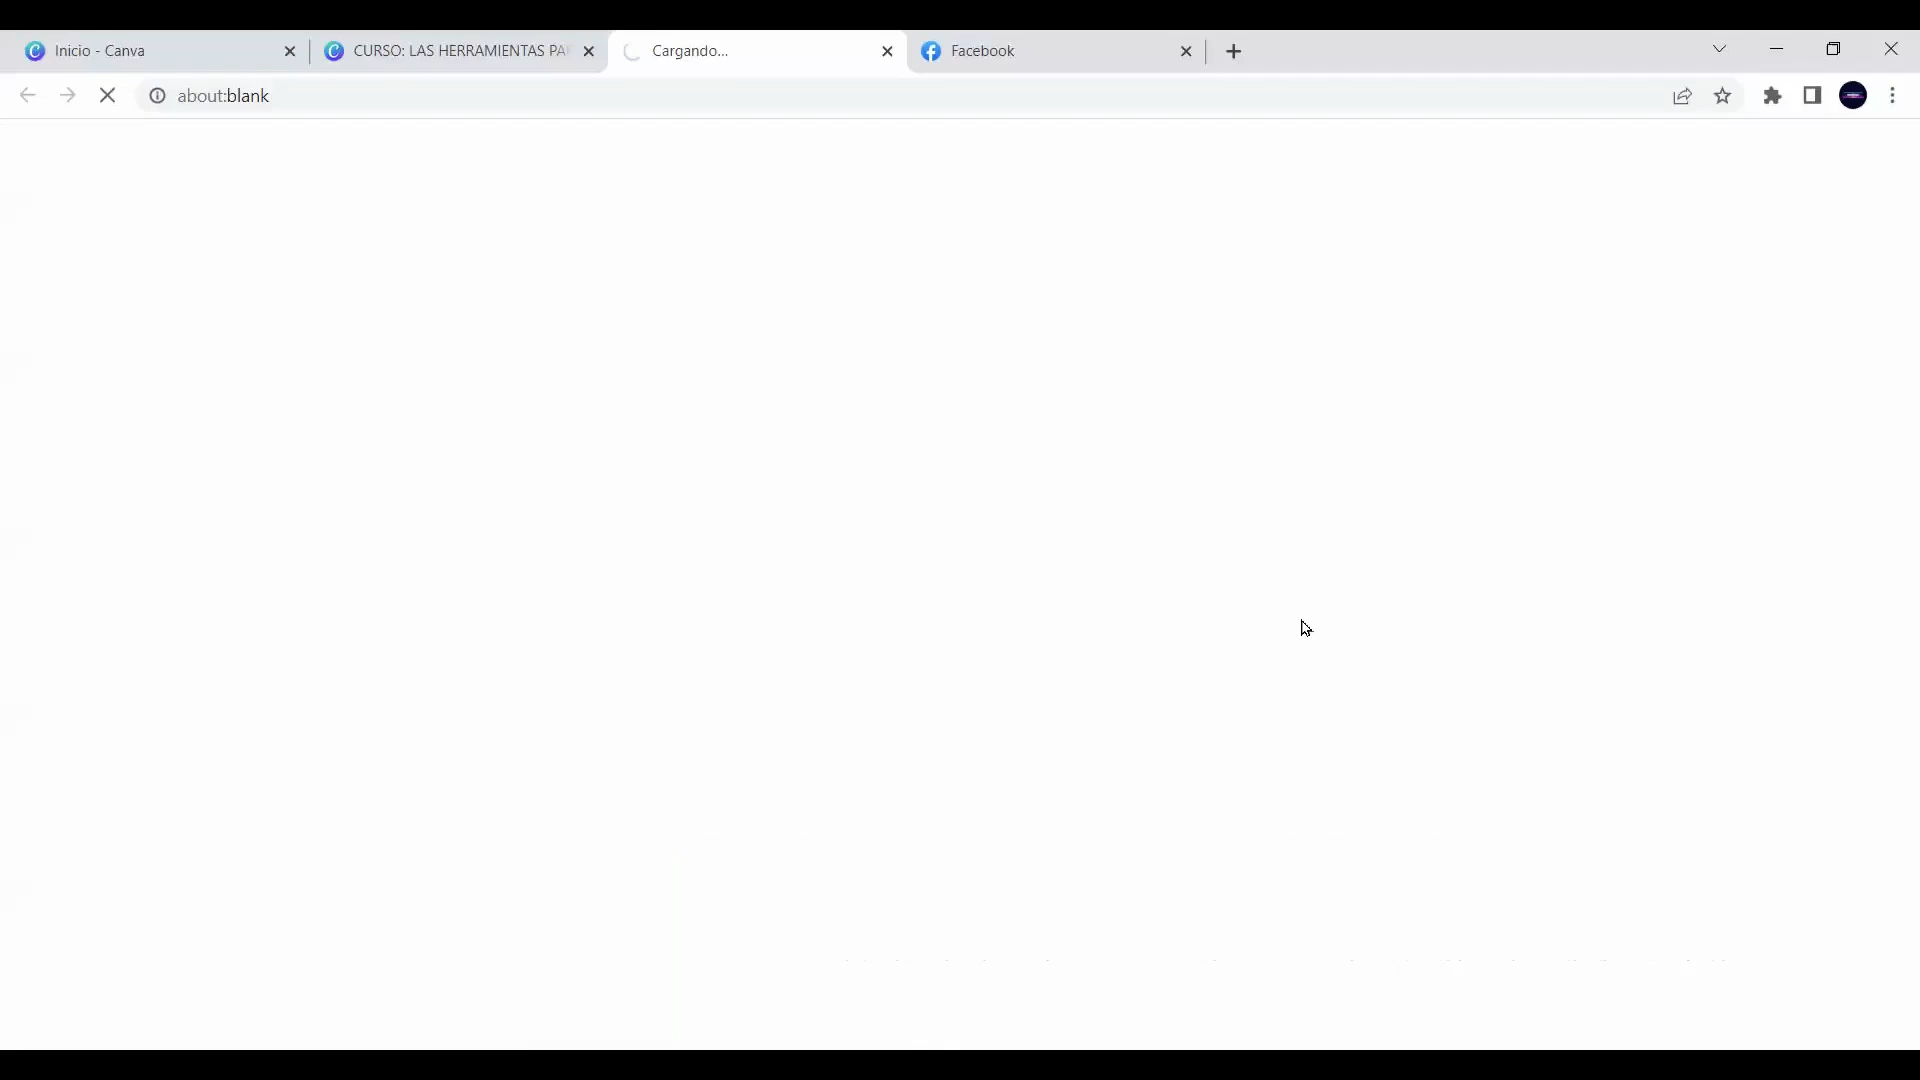 Inicio - Canva
CURSO: LAS HERRAMIENTAS PA
Cargando...
Facebook
about:blank